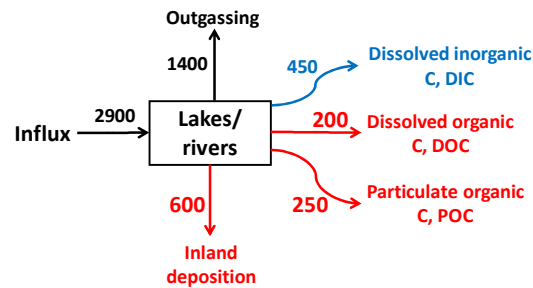 Outgassing
1400
450
Dissolved inorganic
C, DIC
2900
Influx
Lakes/
rivers
200
Dissolved organic
C, DOC
600
250
Particulate organic
C, POC
Inland
deposition